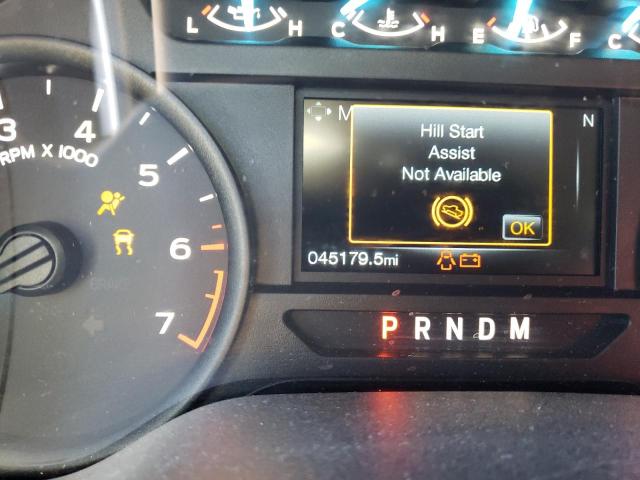 L H C H E F C
3 4 5 6 7
RPM X 1000
M
N
Hill Start
Assist
Not Available
OK
045179.5mi
P R N D M